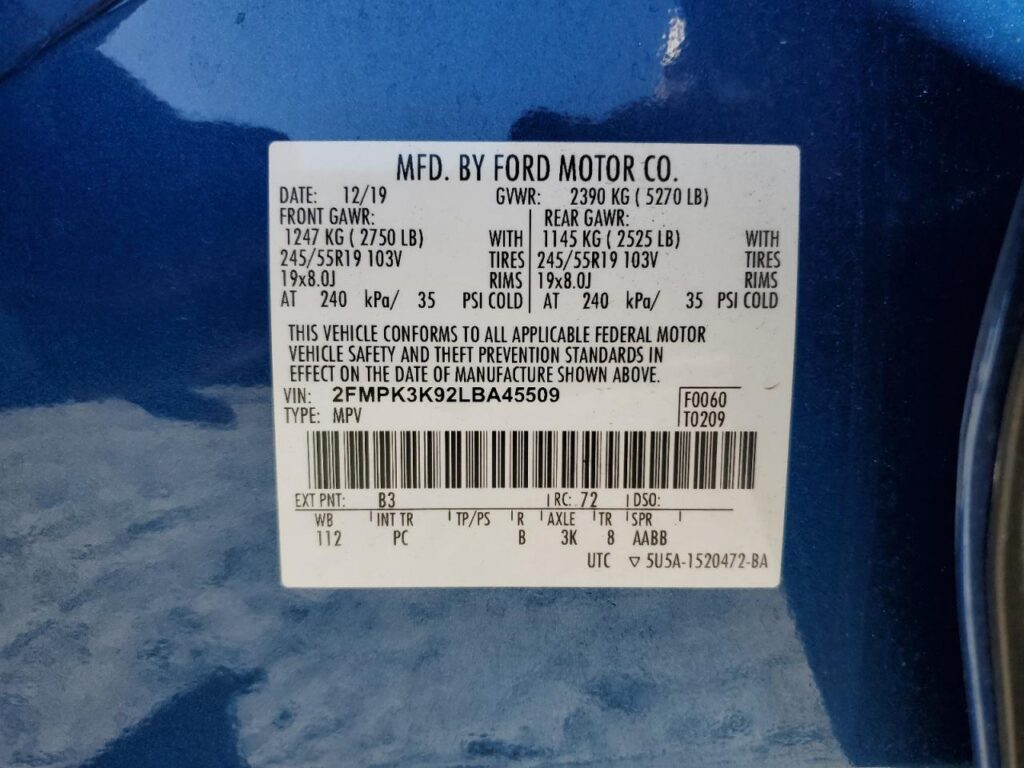 MFD. BY FORD MOTOR CO.
DATE: 12/19 GVWR: 2390 KG ( 5270 LB)
FRONT GAWR: REAR GAWR:
1247 KG ( 2750 LB) WITH 1145 KG ( 2525 LB) WITH
245/55R19 103V TIRES 245/55R19 103V TIRES
19x8.0J RIMS 19x8.0J RIMS
AT 240 kPa/ 35 PSI COLD AT 240 kPa/ 35 PSI COLD
THIS VEHICLE CONFORMS TO ALL APPLICABLE FEDERAL MOTOR
VEHICLE SAFETY AND THEFT PREVENTION STANDARDS IN
EFFECT ON THE DATE OF MANUFACTURE SHOWN ABOVE.
VIN: 2FMPK3K92LBA45509 F0060
TYPE: MPV T0209
EXT PNT: B3 RC: 72 DSO:
WB INT TR TP/PS R AXLE TR SPR
112 PC B 3K 8 AABB
UTC ▽ 5U5A-1520472-BA